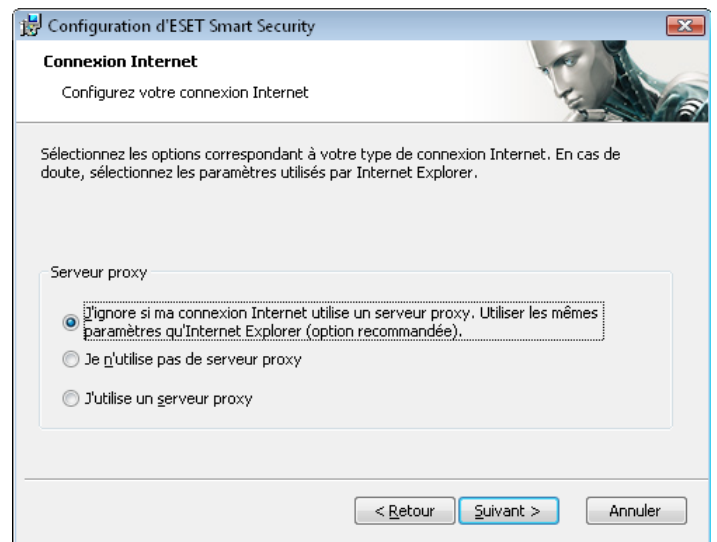 Configuration d'ESET Smart Security
Connexion Internet
Configurez votre connexion Internet
Sélectionnez les options correspondant à votre type de connexion Internet. En cas de
doute, sélectionnez les paramètres utilisés par Internet Explorer.
Serveur proxy
J'ignore si ma connexion Internet utilise un serveur proxy. Utiliser les mêmes
paramètres qu'Internet Explorer (option recommandée).
Je n'utilise pas de serveur proxy
J'utilise un serveur proxy
< Retour
Suivant >
Annuler